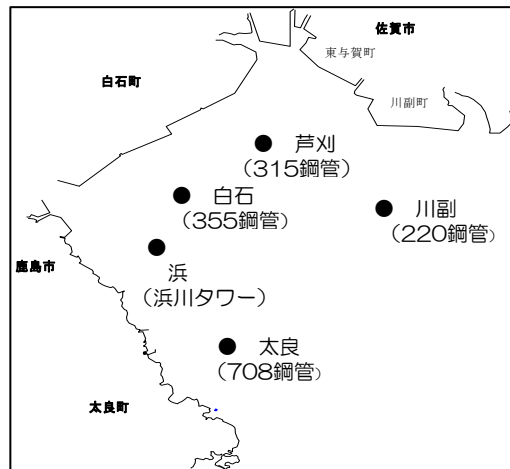 佐賀市
東与賀町
白石町
川副町
芦刈
(315鋼管)
白石
(355鋼管)
川副
(220鋼管)
鹿島市
浜
(浜川タワー)
太良
(708鋼管)
太良町